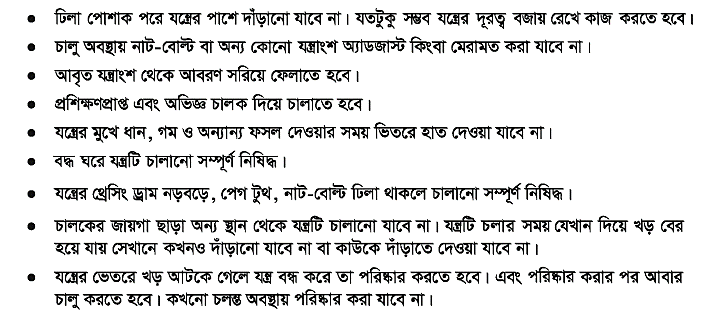 • ঢিলা পোশাক পরে যন্ত্রের পাশে দাঁড়ানো যাবে না। যতটুকু সম্ভব যন্ত্রের দূরত্ব বজায় রেখে কাজ করতে হবে।
• চালু অবস্থায় নাট-বোল্ট বা অন্য কোনো যন্ত্রাংশ অ্যাডজাস্ট কিংবা মেরামত করা যাবে না।
• আবৃত যন্ত্রাংশ থেকে আবরণ সরিয়ে ফেলাতে হবে।
• প্রশিক্ষণপ্রাপ্ত এবং অভিজ্ঞ চালক দিয়ে চালাতে হবে।
• যন্ত্রের মুখে ধান, গম ও অন্যান্য ফসল দেওয়ার সময় ভিতরে হাত দেওয়া যাবে না।
• বদ্ধ ঘরে যন্ত্রটি চালানো সম্পূর্ণ নিষিদ্ধ।
• যন্ত্রের থ্রেসিং ড্রাম নড়বড়ে, পেগ টুথ, নাট-বোল্ট ঢিলা থাকলে চালানো সম্পূর্ণ নিষিদ্ধ।
• চালকের জায়গা ছাড়া অন্য স্থান থেকে যন্ত্রটি চালানো যাবে না। যন্ত্রটি চলার সময় যেখান দিয়ে খড় বের
হয়ে যায় সেখানে কখনও দাঁড়ানো যাবে না বা কাউকে দাঁড়াতে দেওয়া যাবে না।
• যন্ত্রের ভেতরে খড় আটকে গেলে যন্ত্র বন্ধ করে তা পরিষ্কার করতে হবে। এবং পরিষ্কার করার পর আবার
চালু করতে হবে। কখনো চলন্ত অবস্থায় পরিষ্কার করা যাবে না।